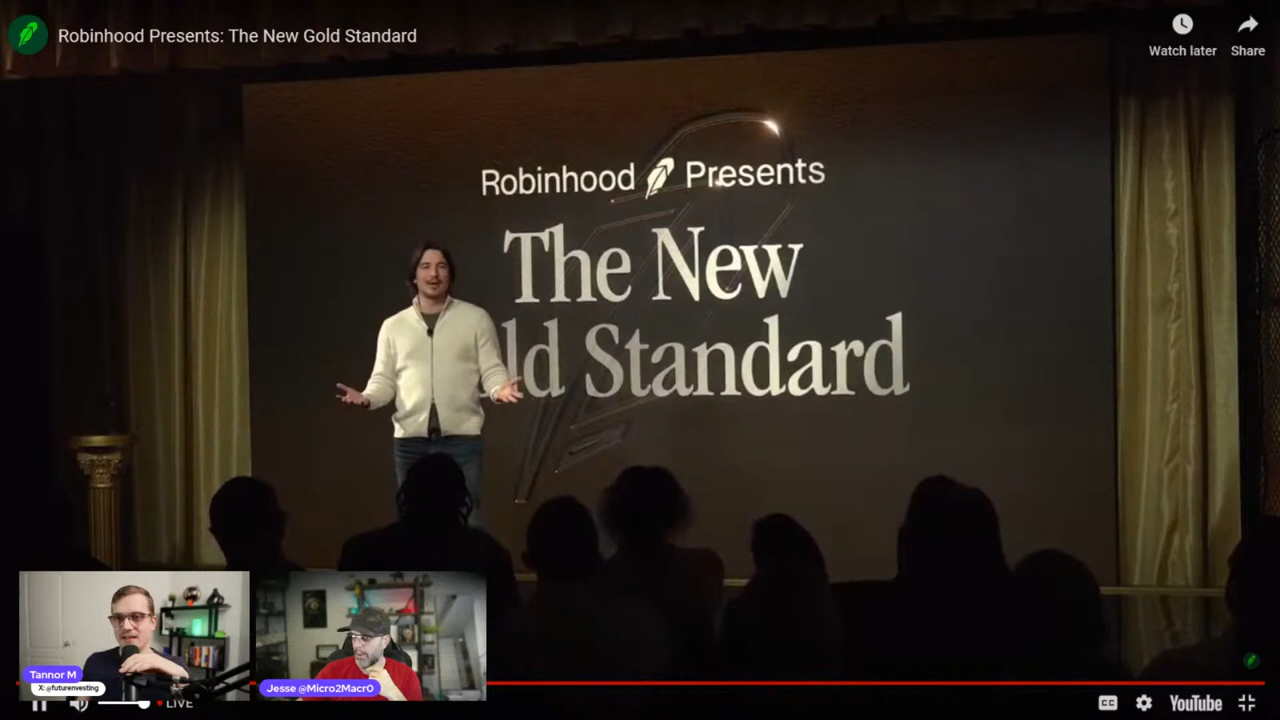 Robinhood Presents: The New Gold Standard
Watch later
Share
Robinhood Presents
The New
ld Standard
Tannor M
X: @futurenvesting
Jesse @Micro2Macr0
LIVE
CC
YouTube